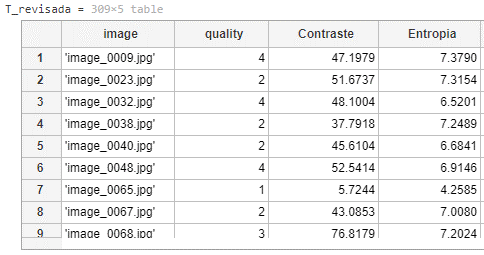 T_revisada = 309×5 table
image quality Contraste Entropia
1 'image_0009.jpg' 4 47.1979 7.3790
2 'image_0023.jpg' 2 51.6737 7.3154
3 'image_0032.jpg' 4 48.1004 6.5201
4 'image_0038.jpg' 2 37.7918 7.2489
5 'image_0040.jpg' 2 45.6104 6.6841
6 'image_0048.jpg' 4 52.5414 6.9146
7 'image_0065.jpg' 1 5.7244 4.2585
8 'image_0067.jpg' 2 43.0853 7.0080
9 'image_0068.jpg' 3 76.8179 7.2024